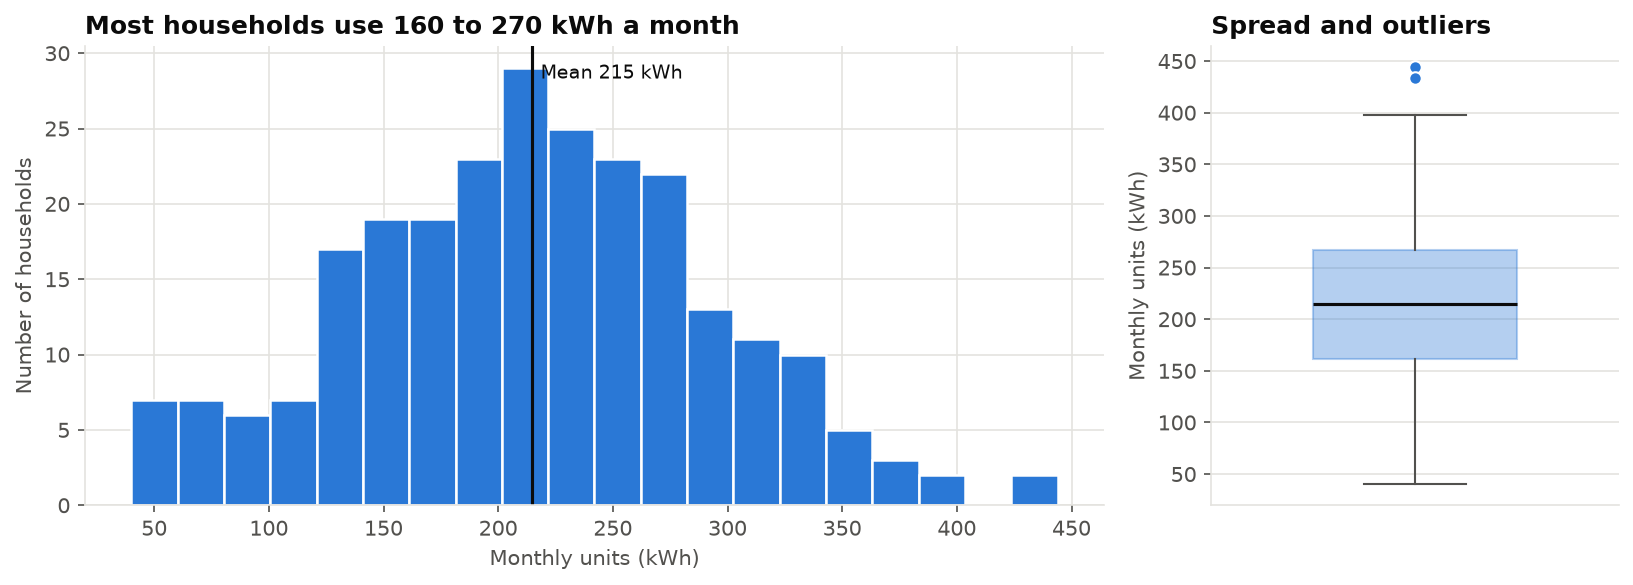 Most households use 160 to 270 kWh a month
Number of households
30
25
20
15
10
5
0
Mean 215 kWh
50 100 150 200 250 300 350 400 450
Monthly units (kWh)
Spread and outliers
Monthly units (kWh)
450
400
350
300
250
200
150
100
50